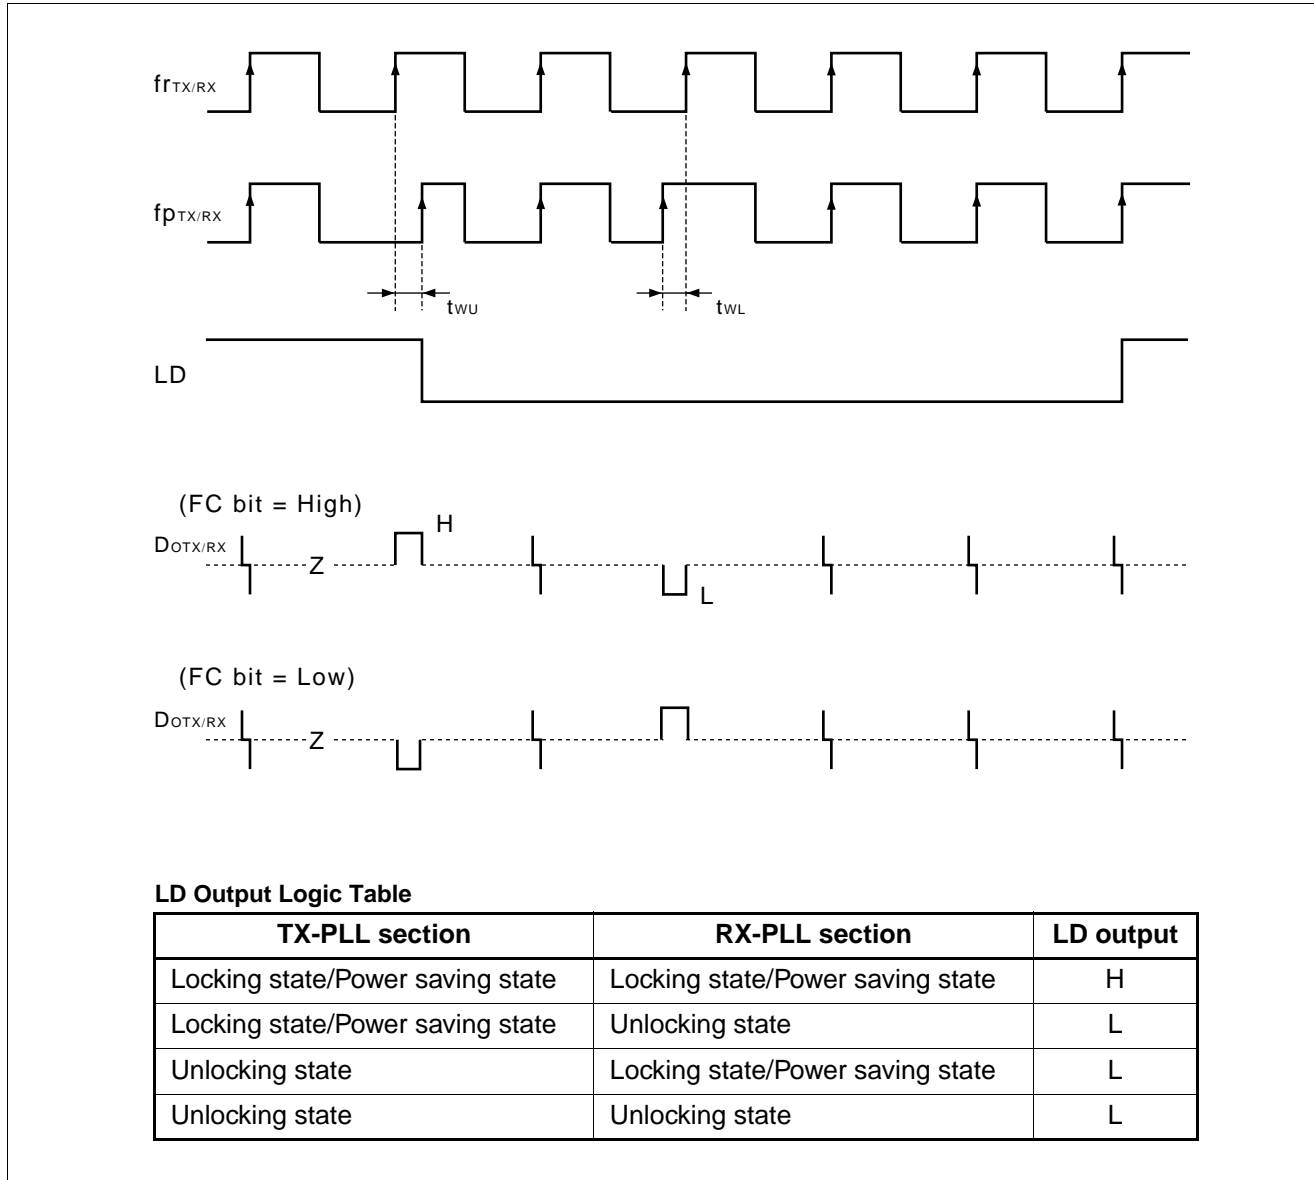 frTX/RX
fpTX/RX
tWU tWL
LD
(FC bit = High)
H
DOTX/RX
Z
L
(FC bit = Low)
DOTX/RX
Z
LD Output Logic Table
TX-PLL section RX-PLL section LD output
Locking state/Power saving state Locking state/Power saving state H
Locking state/Power saving state Unlocking state L
Unlocking state Locking state/Power saving state L
Unlocking state Unlocking state L